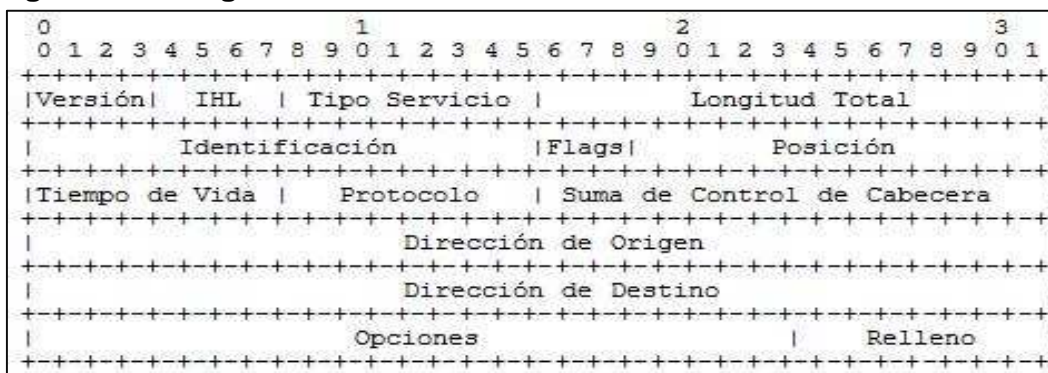 0 1 2 3
0 1 2 3 4 5 6 7 8 9 0 1 2 3 4 5 6 7 8 9 0 1 2 3 4 5 6 7 8 9 0 1
+-+-+-+-+-+-+-+-+-+-+-+-+-+-+-+-+-+-+-+-+-+-+-+-+-+-+-+-+-+-+-+-+
|Versión| IHL | Tipo Servicio | Longitud Total
+-+-+-+-+-+-+-+-+-+-+-+-+-+-+-+-+-+-+-+-+-+-+-+-+-+-+-+-+-+-+-+-+
| Identificación |Flags| Posición
+-+-+-+-+-+-+-+-+-+-+-+-+-+-+-+-+-+-+-+-+-+-+-+-+-+-+-+-+-+-+-+-+
|Tiempo de Vida | Protocolo | Suma de Control de Cabecera
+-+-+-+-+-+-+-+-+-+-+-+-+-+-+-+-+-+-+-+-+-+-+-+-+-+-+-+-+-+-+-+-+
| Dirección de Origen
+-+-+-+-+-+-+-+-+-+-+-+-+-+-+-+-+-+-+-+-+-+-+-+-+-+-+-+-+-+-+-+-+
| Dirección de Destino
+-+-+-+-+-+-+-+-+-+-+-+-+-+-+-+-+-+-+-+-+-+-+-+-+-+-+-+-+-+-+-+-+
| Opciones | Relleno
+-+-+-+-+-+-+-+-+-+-+-+-+-+-+-+-+-+-+-+-+-+-+-+-+-+-+-+-+-+-+-+-+